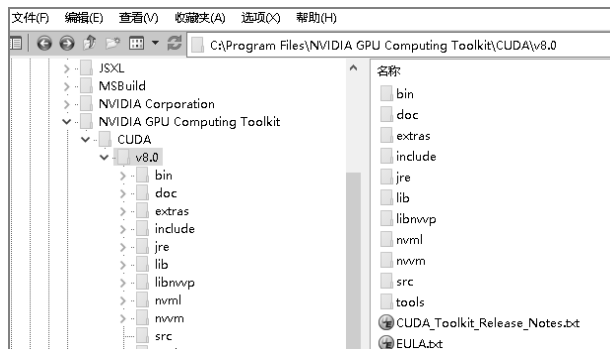 文件(F) 编辑(E) 查看(V) 收藏夹(A) 选项(X) 帮助(H)
C:\Program Files\NVIDIA GPU Computing Toolkit\CUDA\v8.0
JSXL
MSBuild
NVIDIA Corporation
NVIDIA GPU Computing Toolkit
CUDA
v8.0
bin
doc
extras
include
jre
lib
libnvvp
nvml
nvvm
src
名称
bin
doc
extras
include
jre
lib
libnvvp
nvml
nvvm
src
tools
CUDA_Toolkit_Release_Notes.txt
EULA.txt